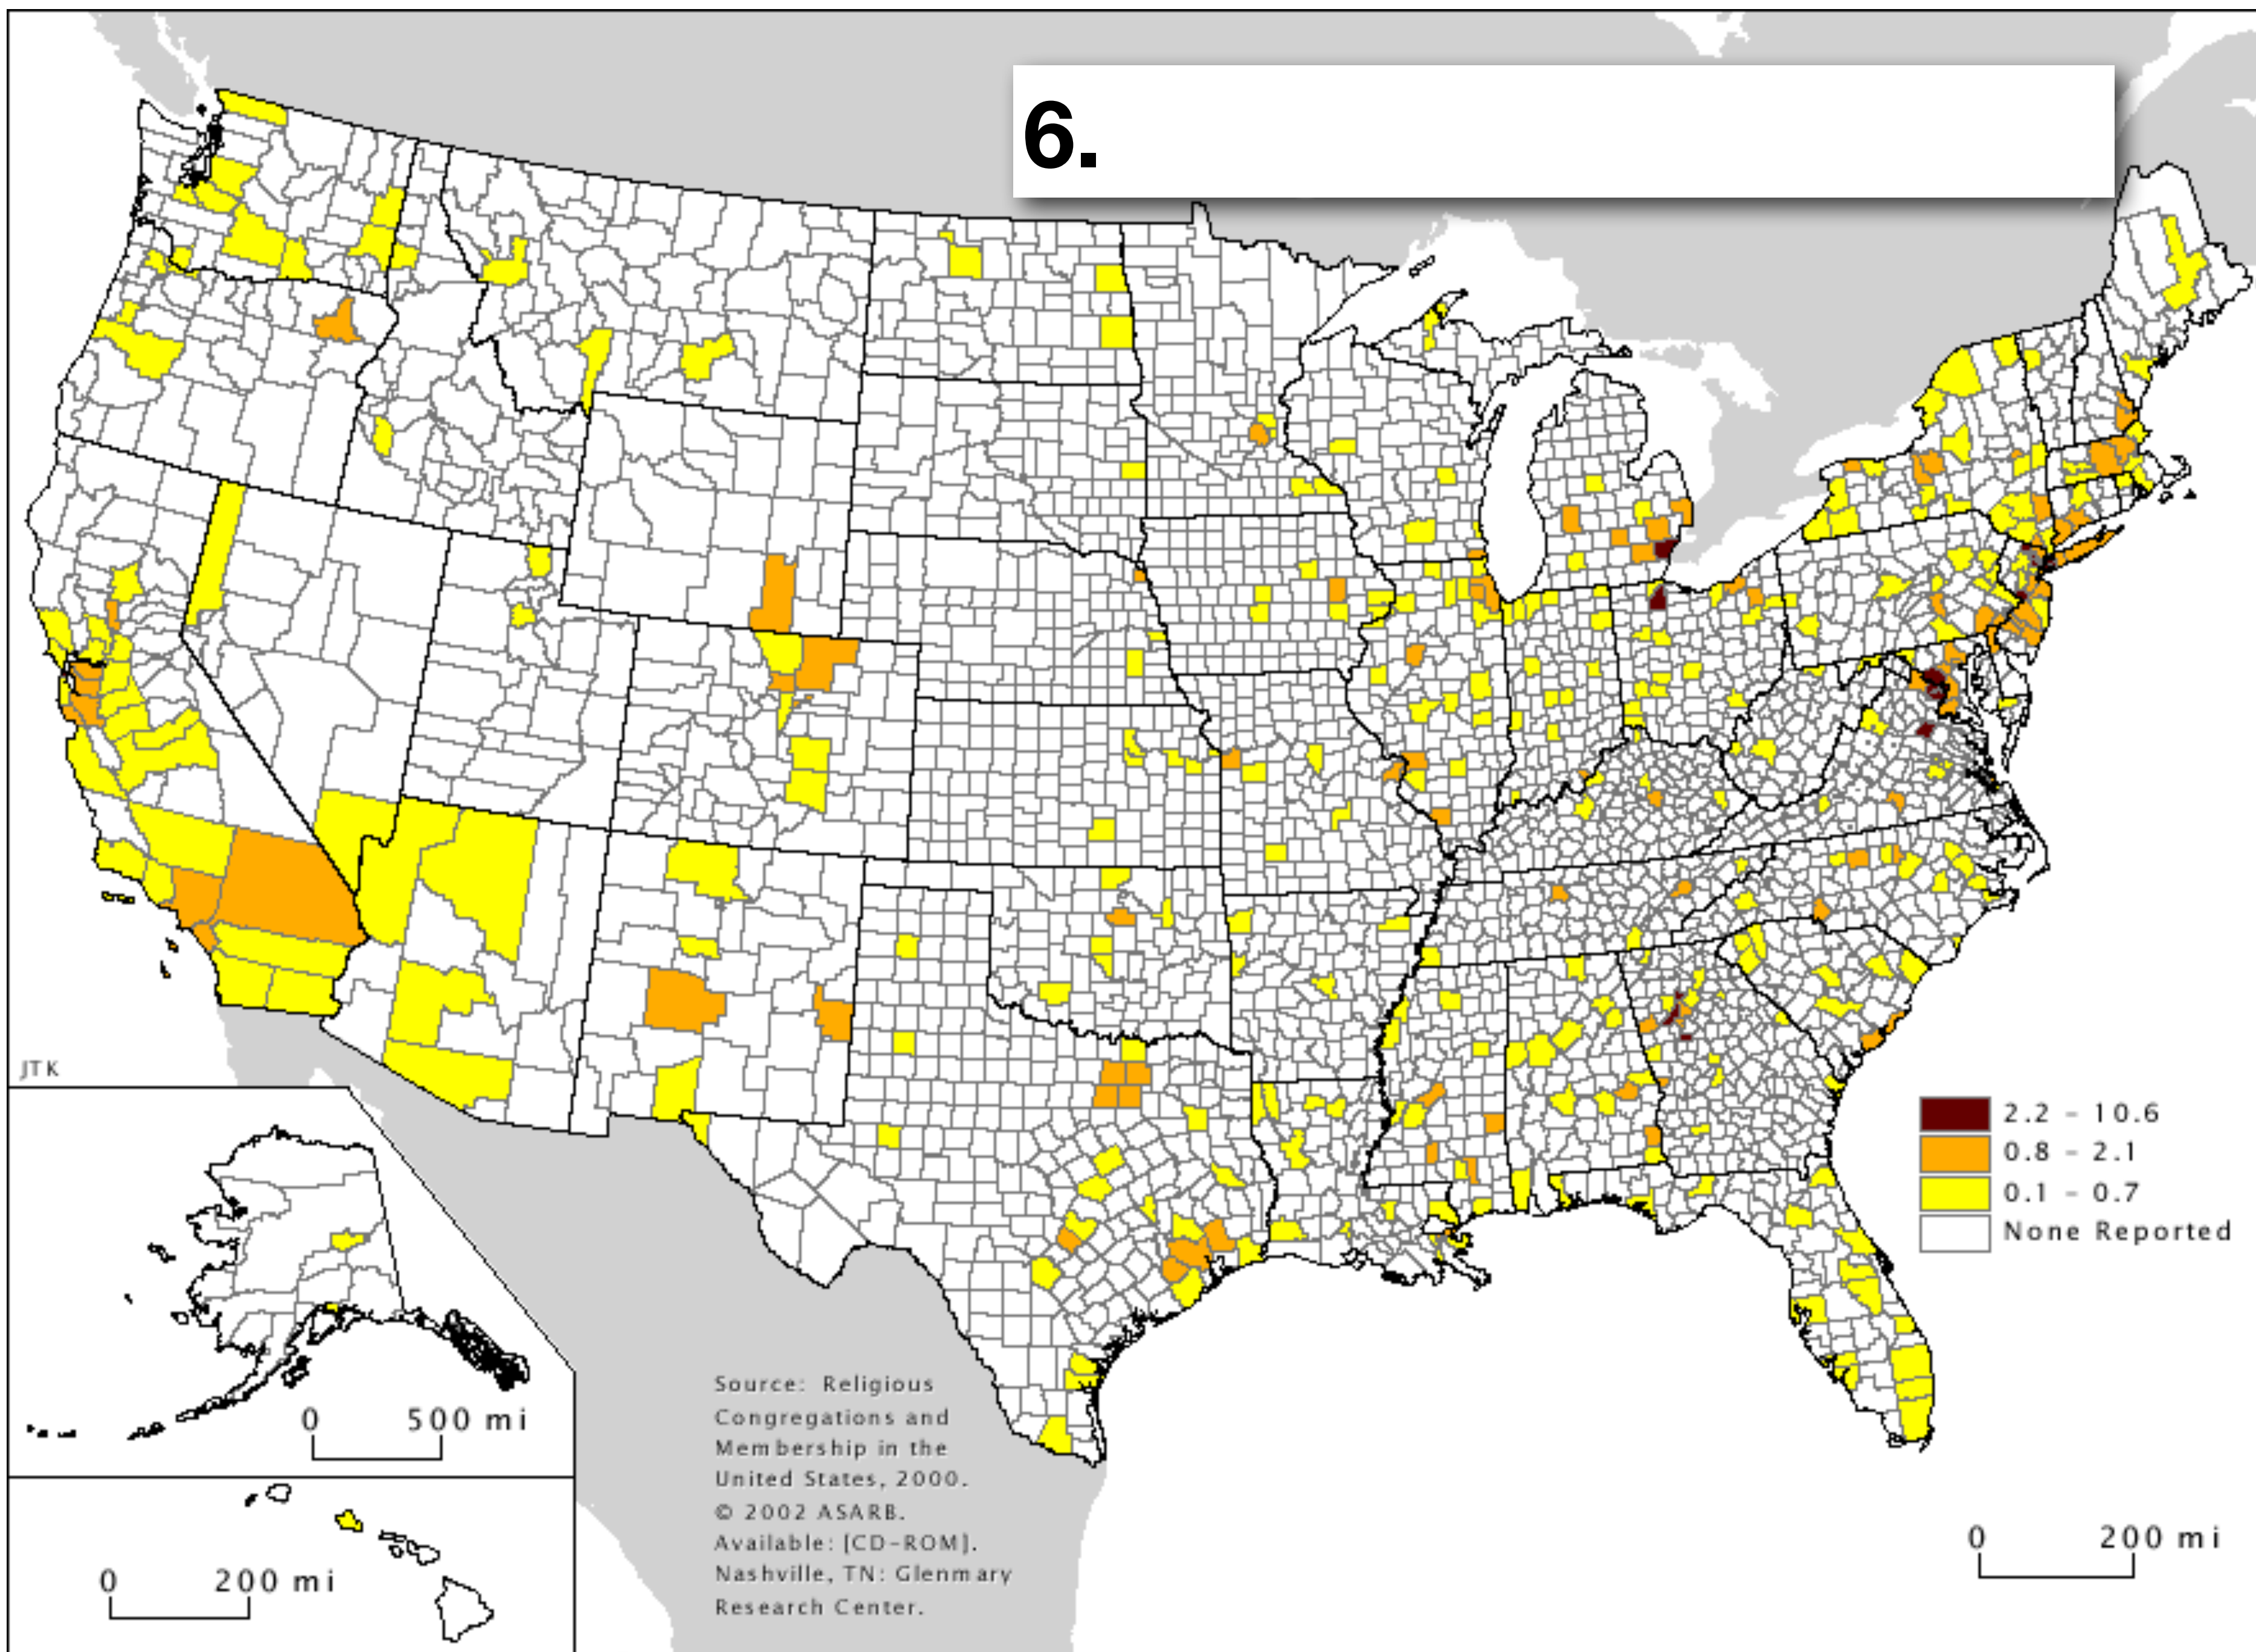 6.
JTK
2.2 – 10.6
0.8 – 2.1
0.1 – 0.7
None Reported
0 500 mi
0 200 mi
Source: Religious
Congregations and
Membership in the
United States, 2000.
© 2002 ASARB.
Available: [CD-ROM].
Nashville, TN: Glenmary
Research Center.
0 200 mi